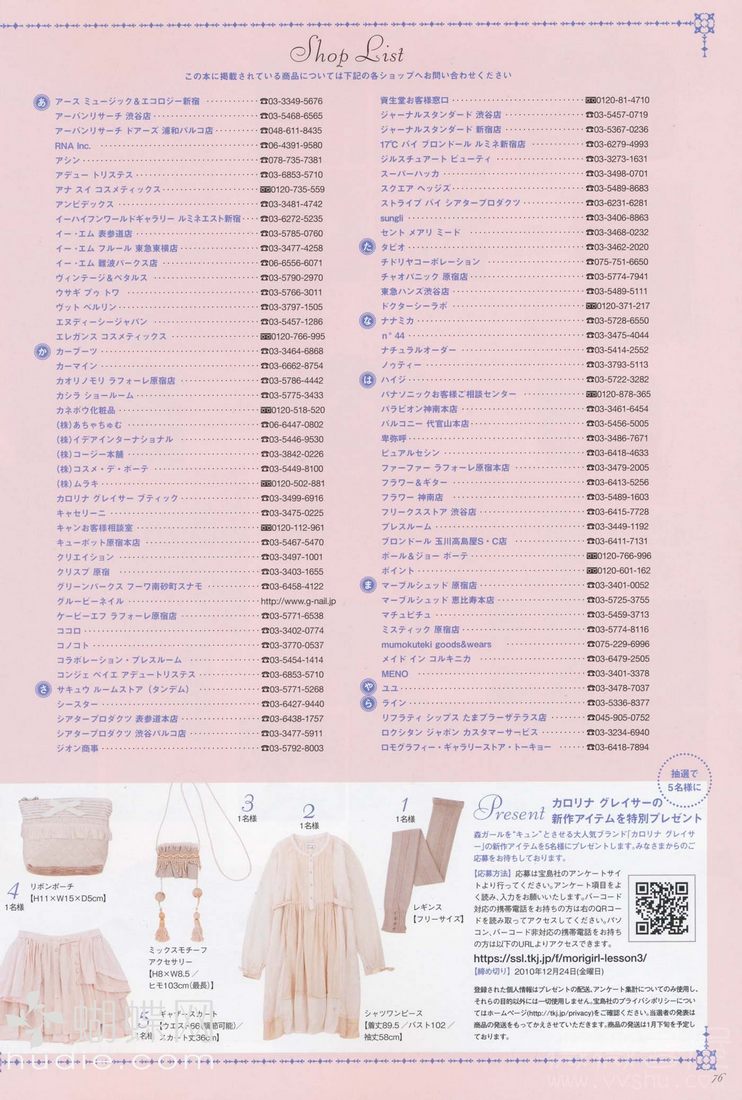 Shop List
この本に掲載されている商品については下記の各ショップへお問い合わせください
あ アース ミュージック＆エコロジー新宿 ☎03-3349-5676
アーバンリサーチ 渋谷店 ☎03-5468-6565
アーバンリサーチ ドアーズ 浦和パルコ店 ☎048-611-8435
RNA Inc. ☎06-4391-9580
アシン ☎078-735-7381
アデュー トリステス ☎03-6853-5710
アナ スイ コスメティックス 0120-735-559
アンビデックス ☎03-3481-4742
イーハイフンワールドギャラリー ルミネエスト新宿 ☎03-6272-5235
イー・エム 表参道店 ☎03-5785-0760
イー・エム フルール 東急東横店 ☎03-3477-4258
イー・エム 難波パークス店 ☎06-6556-6071
ヴィンテージ＆ペタルス ☎03-5790-2970
ウサギ プゥ トワ ☎03-5766-3011
ヴット ベルリン ☎03-3797-1505
エヌディーシージャパン ☎03-5457-1286
エレガンス コスメティックス 0120-766-995
か カーブーツ ☎03-3464-6868
カーマイン ☎03-6662-8754
カオリノモリ ラフォーレ原宿店 ☎03-5786-4442
カシラ ショールーム ☎03-5775-3433
カネボウ化粧品 0120-518-520
(株)あちゃちゅむ ☎06-6447-0802
(株)イデアインターナショナル ☎03-5446-9530
(株)コージー本舗 ☎03-3842-0226
(株)コスメ・デ・ボーテ ☎03-5449-8100
(株)ムラキ 0120-502-881
カロリナ グレイサー ブティック ☎03-3499-6916
キャセリーニ ☎03-3475-0225
キャンお客様相談室 0120-112-961
キューポット原宿本店 ☎03-5467-5470
クリエイション ☎03-3497-1001
クリスプ 原宿 ☎03-3403-1655
グリーンパークス フーワ南砂町スナモ ☎03-6458-4122
グルービーネイル http://www.g-nail.jp
ケービーエフ ラフォーレ原宿店 ☎03-5771-6538
ココロ ☎03-3402-0774
コノコト ☎03-3770-0537
コラボレーション・プレスルーム ☎03-5454-1414
コンジェ ペイエ アデュートリステス ☎03-6853-5710
さ サキュウ ルームストア（タンデム） ☎03-5771-5268
シースター ☎03-6427-9440
シアタープロダクツ 表参道本店 ☎03-6438-1757
シアタープロダクツ 渋谷パルコ店 ☎03-3477-5911
ジオン商事 ☎03-5792-8003
資生堂お客様窓口 0120-81-4710
ジャーナルスタンダード 渋谷店 ☎03-5457-0719
ジャーナルスタンダード 新宿店 ☎03-5367-0236
17℃ バイ ブロンドール ルミネ新宿店 ☎03-6279-4993
ジルスチュアート ビューティ ☎03-3273-1631
スーパーハッカ ☎03-3498-0701
スクエア ヘッジズ ☎03-5489-8683
ストライプ バイ シアタープロダクツ ☎03-6231-6281
sungli ☎03-3406-8863
セント メアリ ミード ☎03-3468-0232
た タビオ ☎03-3462-2020
チドリヤコーポレーション ☎075-751-6650
チャオパニック 原宿店 ☎03-5774-7941
東急ハンズ渋谷店 ☎03-5489-5111
ドクターシーラボ 0120-371-217
な ナナミカ ☎03-5728-6550
n°44 ☎03-3475-4044
ナチュラルオーダー ☎03-5414-2552
ノゥティー ☎03-3793-5113
は ハイジ ☎03-5722-3282
パナソニックお客様ご相談センター 0120-878-365
パラビオン神南本店 ☎03-3461-6454
バルコニー 代官山本店 ☎03-5456-5005
卑弥呼 ☎03-3486-7671
ピュアルセシン ☎03-6418-4633
ファーファー ラフォーレ原宿本店 ☎03-3479-2005
フラワー＆ギター ☎03-6413-5256
フラワー 神南店 ☎03-5489-1603
フリークスストア 渋谷店 ☎03-6415-7728
プレスルーム ☎03-3449-1192
ブロンドール 玉川高島屋S・C店 ☎03-6411-7131
ポール＆ジョー ボーテ 0120-766-996
ポイント 0120-601-162
ま マーブルシュッド 原宿店 ☎03-3401-0052
マーブルシュッド 恵比寿本店 ☎03-5725-3755
マチュピチュ ☎03-5459-3713
ミスティック 原宿店 ☎03-5774-8116
mumokuteki goods&wears ☎075-229-6996
メイド イン コルキニカ ☎03-6479-2505
MENO ☎03-3401-3378
や ユユ ☎03-3478-7037
ら ライン ☎03-5336-8377
リフラティ シップス たまプラーザテラス店 ☎045-905-0752
ロクシタン ジャポン カスタマーサービス ☎03-3234-6940
ロモグラフィー・ギャラリーストア・トーキョー ☎03-6418-7894
抽選で
5名様に
Present
カロリナ グレイサーの
新作アイテムを特別プレゼント
森ガールを“キュン”とさせる大人気ブランド「カロリナ グレイサ
ー」の新作アイテムを5名様にプレゼントします。みなさまからのご
応募をお待ちしております。
【応募方法】応募は宝島社のアンケートサイ
トより行ってください。アンケート項目をよ
く読み、入力をお願いいたします。バーコード
対応の携帯電話をお持ちの方は右のQRコー
ドを読み取ってアクセスしてください。パソ
コン、バーコード非対応の携帯電話をお持ち
の方は以下のURLよりアクセスできます。
https://ssl.tkj.jp/f/morigirl-lesson3/
【締め切り】2010年12月24日(金曜日)
登録された個人情報はプレゼントの配送、アンケート集計についてのみ使用し、
それらの目的以外には一切使用しません。宝島社のプライバシポリシーについ
てはホームページ(http://tkj.jp/privacy)をご確認ください。当選者の発表は
商品の発送をもってかえさせていただきます。商品の発送は1月下旬を予定し
ております。
1
1名様
レギンス
【フリーサイズ】
2
1名様
シャツワンピース
【着丈89.5／バスト102／
袖丈58cm】
3
1名様
ミックスモチーフ
アクセサリー
【H8×W8.5／
ヒモ103cm(最長)】
4
1名様
リボンポーチ
【H11×W15×D5cm】
5
1名様
ギャザースカート
【ウエスト66(調節可能)／
スカート丈36cm】
蝴蝶网
76